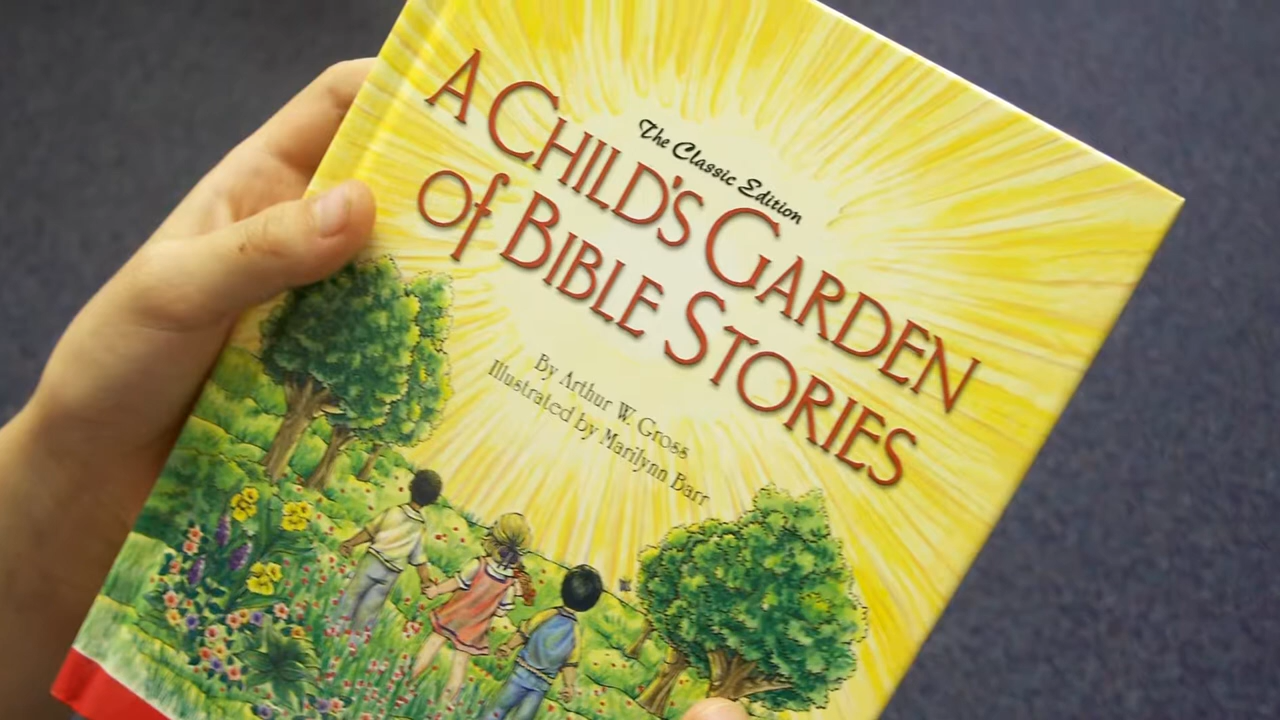 The Classic Edition
A CHILD'S GARDEN
of BIBLE STORIES
By Arthur W. Gross
Illustrated by Marilynn Barr